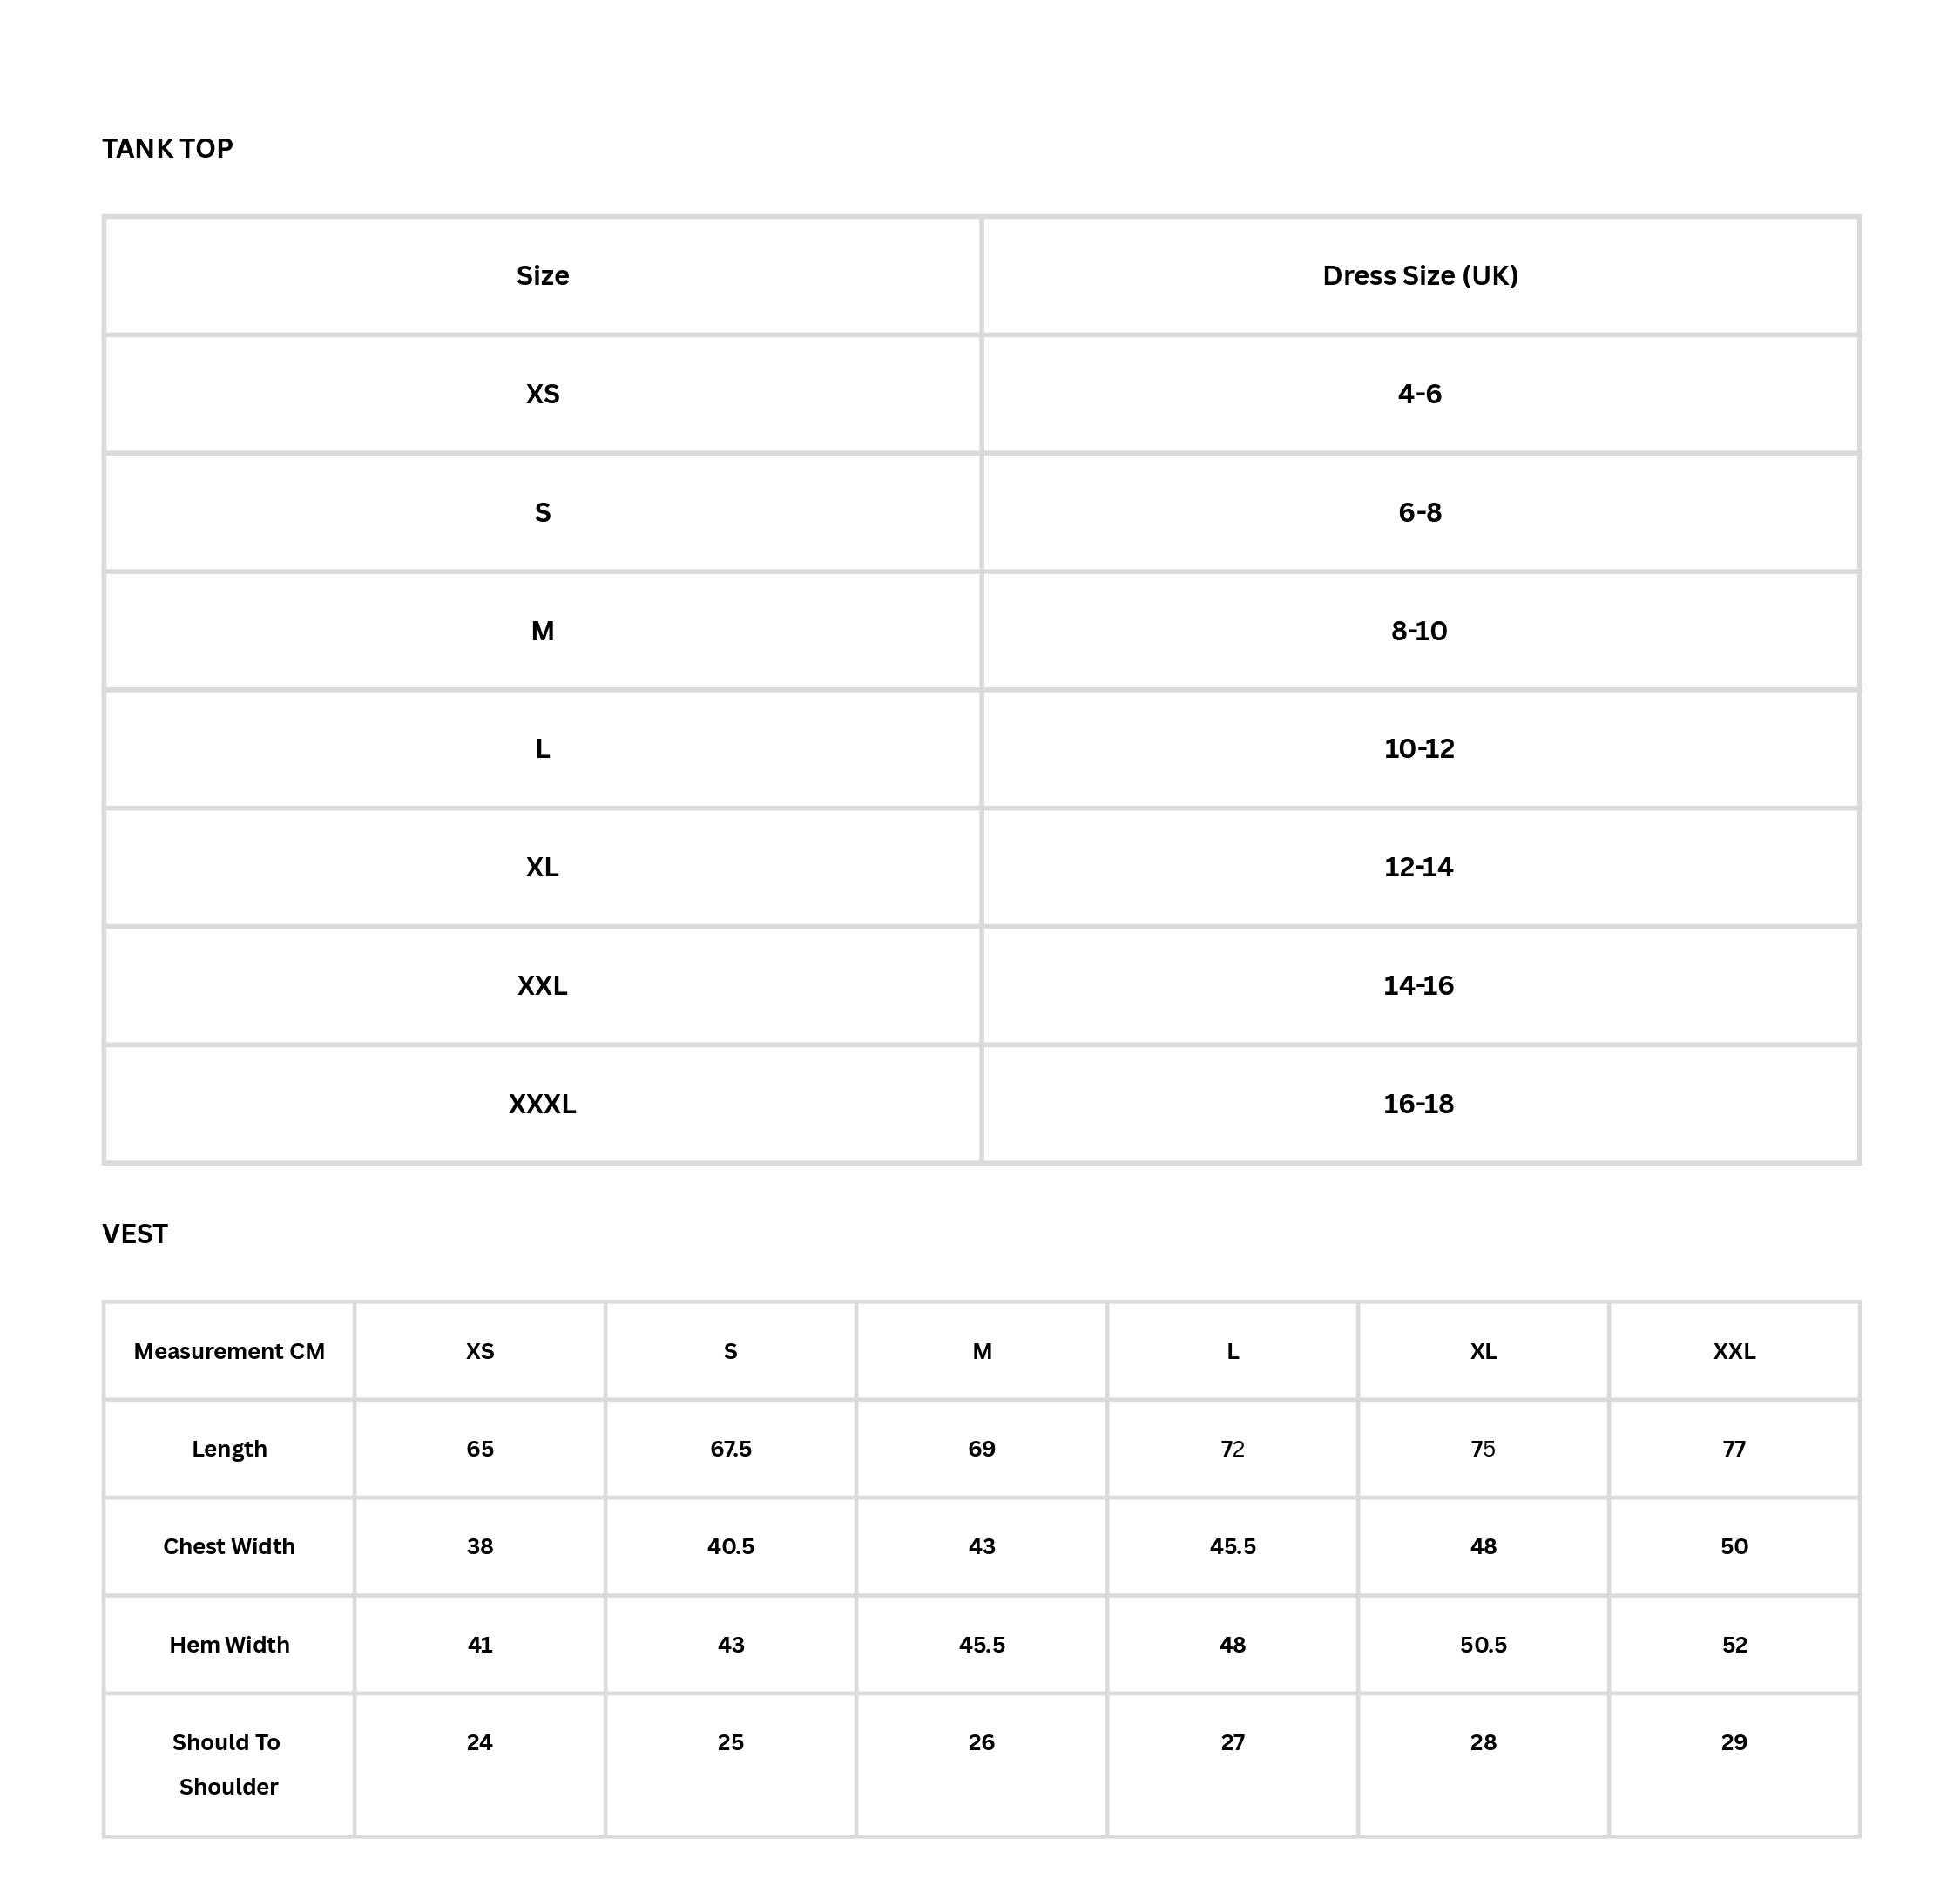 TANK TOP
Size Dress Size (UK)
XS 4-6
S 6-8
M 8-10
L 10-12
XL 12-14
XXL 14-16
XXXL 16-18
VEST
Measurement CM XS S M L XL XXL
Length 65 67.5 69 72 75 77
Chest Width 38 40.5 43 45.5 48 50
Hem Width 41 43 45.5 48 50.5 52
Should To 24 25 26 27 28 29
Shoulder